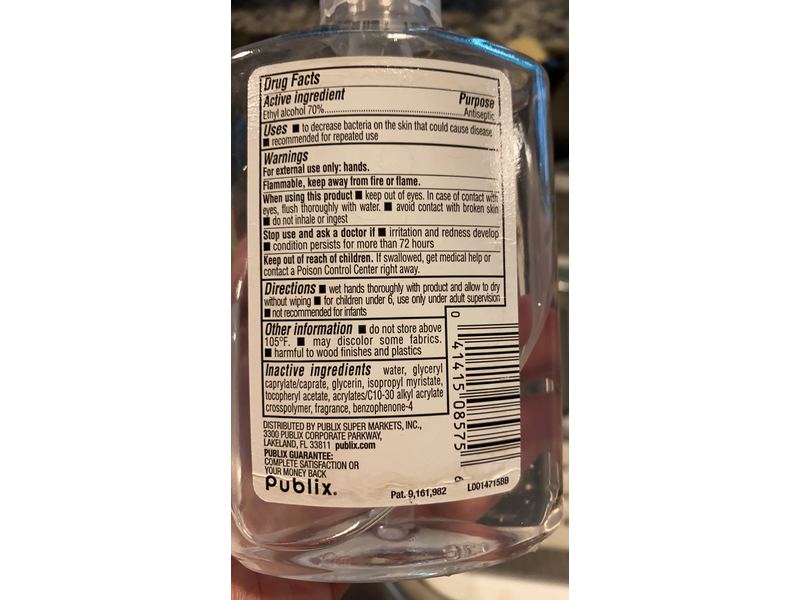 Drug Facts
Active ingredient Purpose
Ethyl alcohol 70%..........................................Antiseptic
Uses ■ to decrease bacteria on the skin that could cause disease
■ recommended for repeated use
Warnings
For external use only: hands.
Flammable, keep away from fire or flame.
When using this product ■ keep out of eyes. In case of contact with
eyes, flush thoroughly with water. ■ avoid contact with broken skin
■ do not inhale or ingest
Stop use and ask a doctor if ■ irritation and redness develop
■ condition persists for more than 72 hours
Keep out of reach of children. If swallowed, get medical help or
contact a Poison Control Center right away.
Directions ■ wet hands thoroughly with product and allow to dry
without wiping ■ for children under 6, use only under adult supervision
■ not recommended for infants
Other information ■ do not store above
105°F. ■ may discolor some fabrics.
■ harmful to wood finishes and plastics
Inactive ingredients water, glyceryl
caprylate/caprate, glycerin, isopropyl myristate,
tocopheryl acetate, acrylates/C10-30 alkyl acrylate
crosspolymer, fragrance, benzophenone-4
DISTRIBUTED BY PUBLIX SUPER MARKETS, INC.,
3300 PUBLIX CORPORATE PARKWAY,
LAKELAND, FL 33811 publix.com
PUBLIX GUARANTEE:
COMPLETE SATISFACTION OR
YOUR MONEY BACK
Publix.
0 41415 08575 6
Pat. 9,161,982
L0014715BB